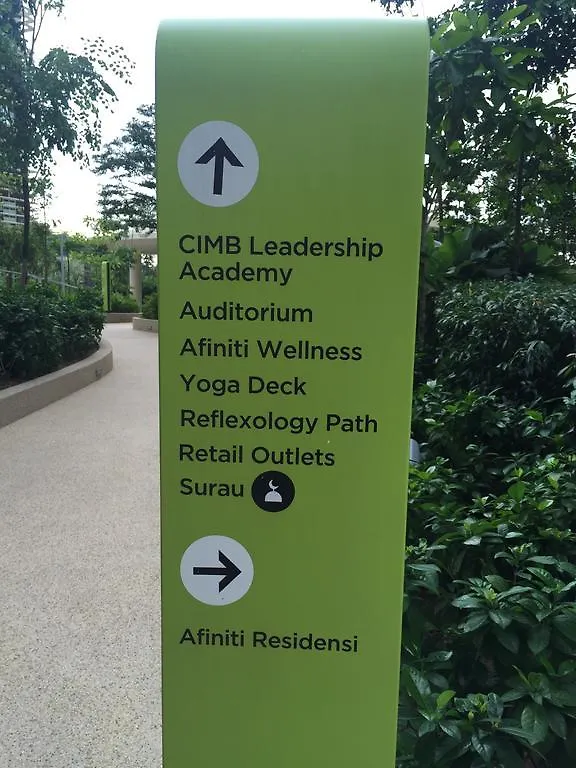 CIMB Leadership
Academy
Auditorium
Afiniti Wellness
Yoga Deck
Reflexology Path
Retail Outlets
Surau
Afiniti Residensi